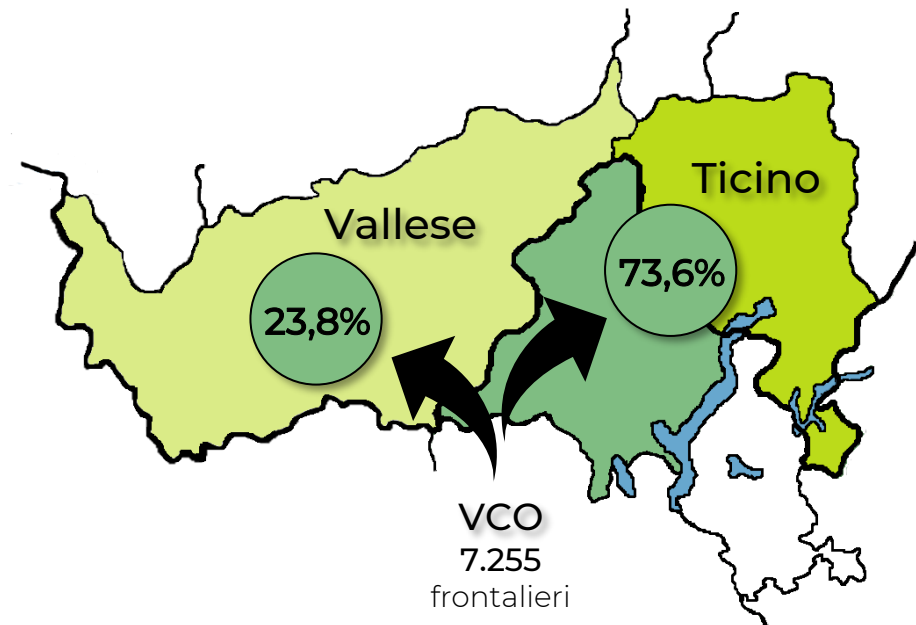 Ticino
Vallese
73,6%
23,8%
VCO
7.255
frontalieri